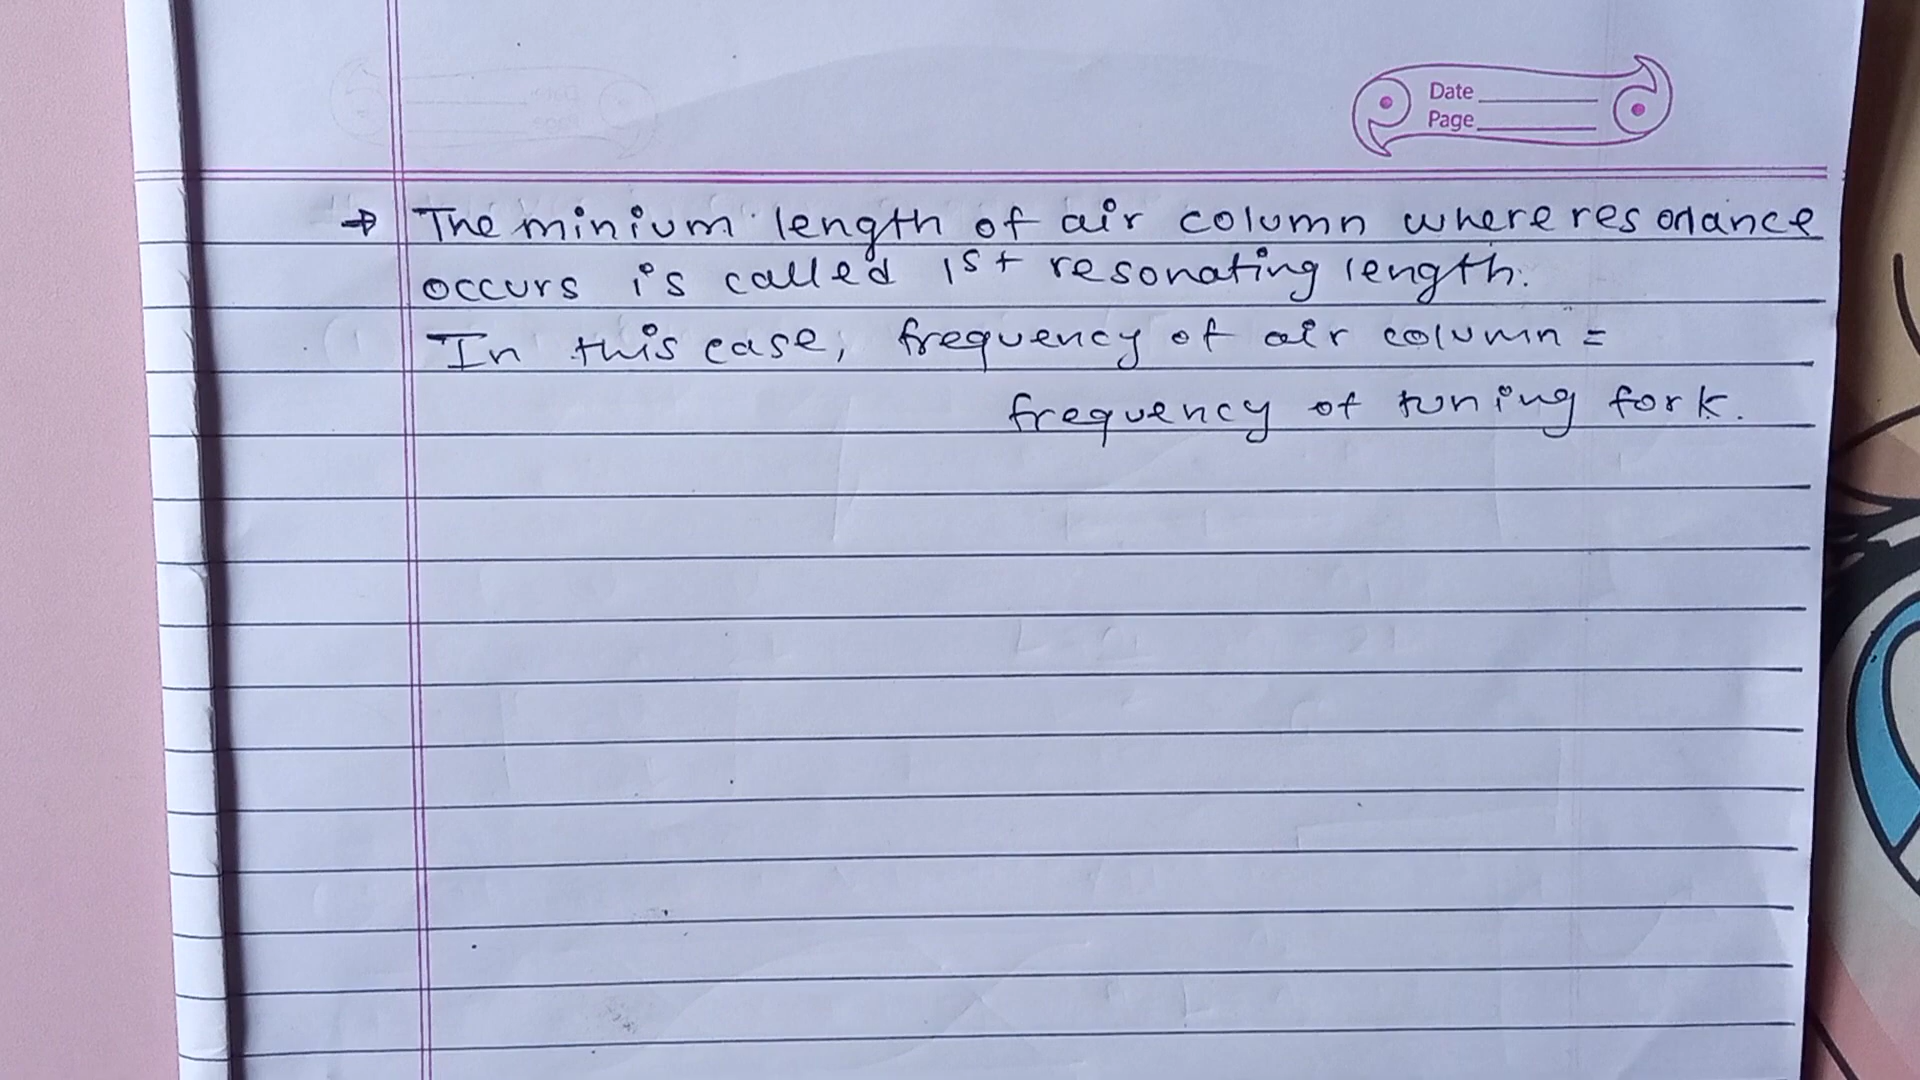 Date
Page
→ The minium length of air column where resonance
occurs is called 1st resonating length.
In this case, frequency of air column =
frequency of tuning fork.